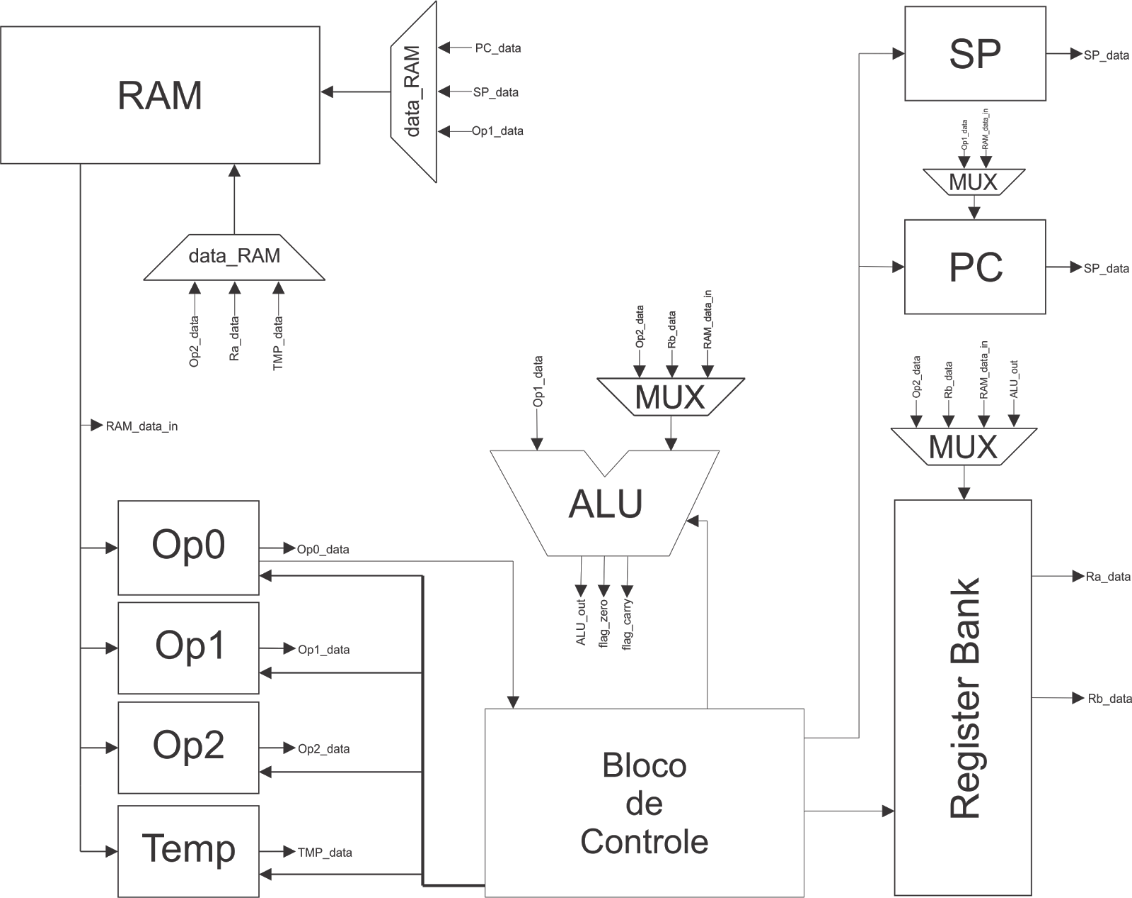 RAM
data_RAM
PC_data
SP_data
Op1_data
SP
SP_data
Op1_data
RAM_data_in
MUX
PC
SP_data
data_RAM
Op2_data
Ra_data
TMP_data
RAM_data_in
Op1_data
Op2_data
Rb_data
RAM_data_in
MUX
ALU
ALU_out
flag_zero
flag_carry
Op2_data
Rb_data
RAM_data_in
ALU_out
MUX
Register Bank
Ra_data
Rb_data
Op0
Op0_data
Op1
Op1_data
Op2
Op2_data
Temp
TMP_data
Bloco
de
Controle